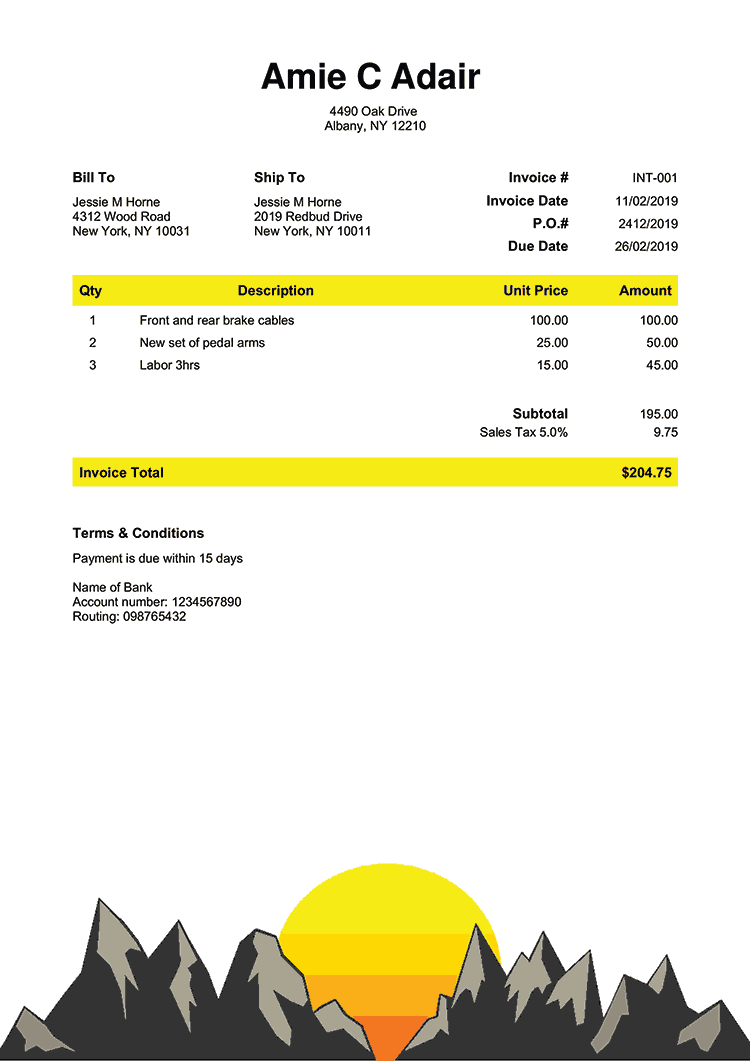 Amie C Adair
4490 Oak Drive
Albany, NY 12210
Bill To
Jessie M Horne
4312 Wood Road
New York, NY 10031
Ship To
Jessie M Horne
2019 Redbud Drive
New York, NY 10011
Invoice # INT-001
Invoice Date 11/02/2019
P.O.# 2412/2019
Due Date 26/02/2019
Qty Description Unit Price Amount
1 Front and rear brake cables 100.00 100.00
2 New set of pedal arms 25.00 50.00
3 Labor 3hrs 15.00 45.00
Subtotal 195.00
Sales Tax 5.0% 9.75
Invoice Total $204.75
Terms & Conditions
Payment is due within 15 days
Name of Bank
Account number: 1234567890
Routing: 098765432